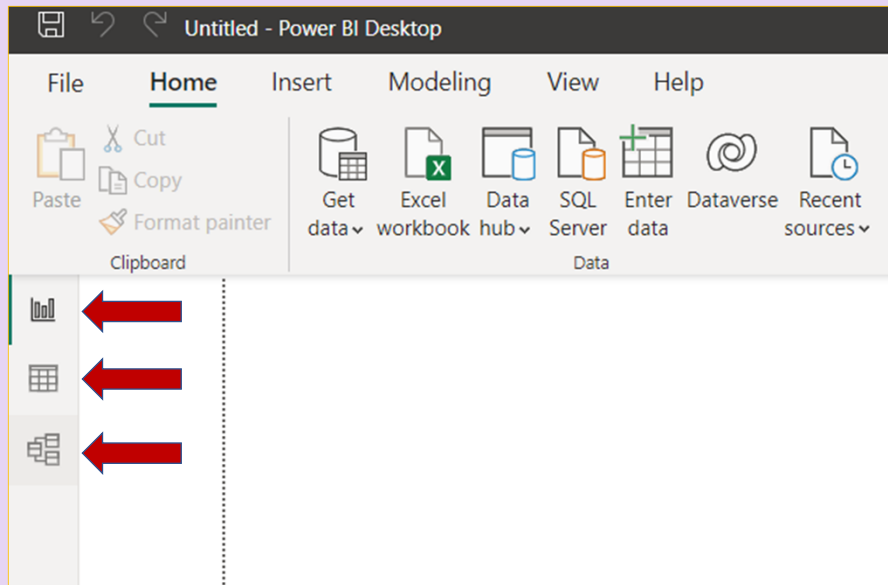 Untitled - Power BI Desktop
File Home Insert Modeling View Help
Paste
Cut
Copy
Format painter
Clipboard
Get data
Excel workbook
Data hub
SQL Server
Enter data
Dataverse
Recent sources
Data